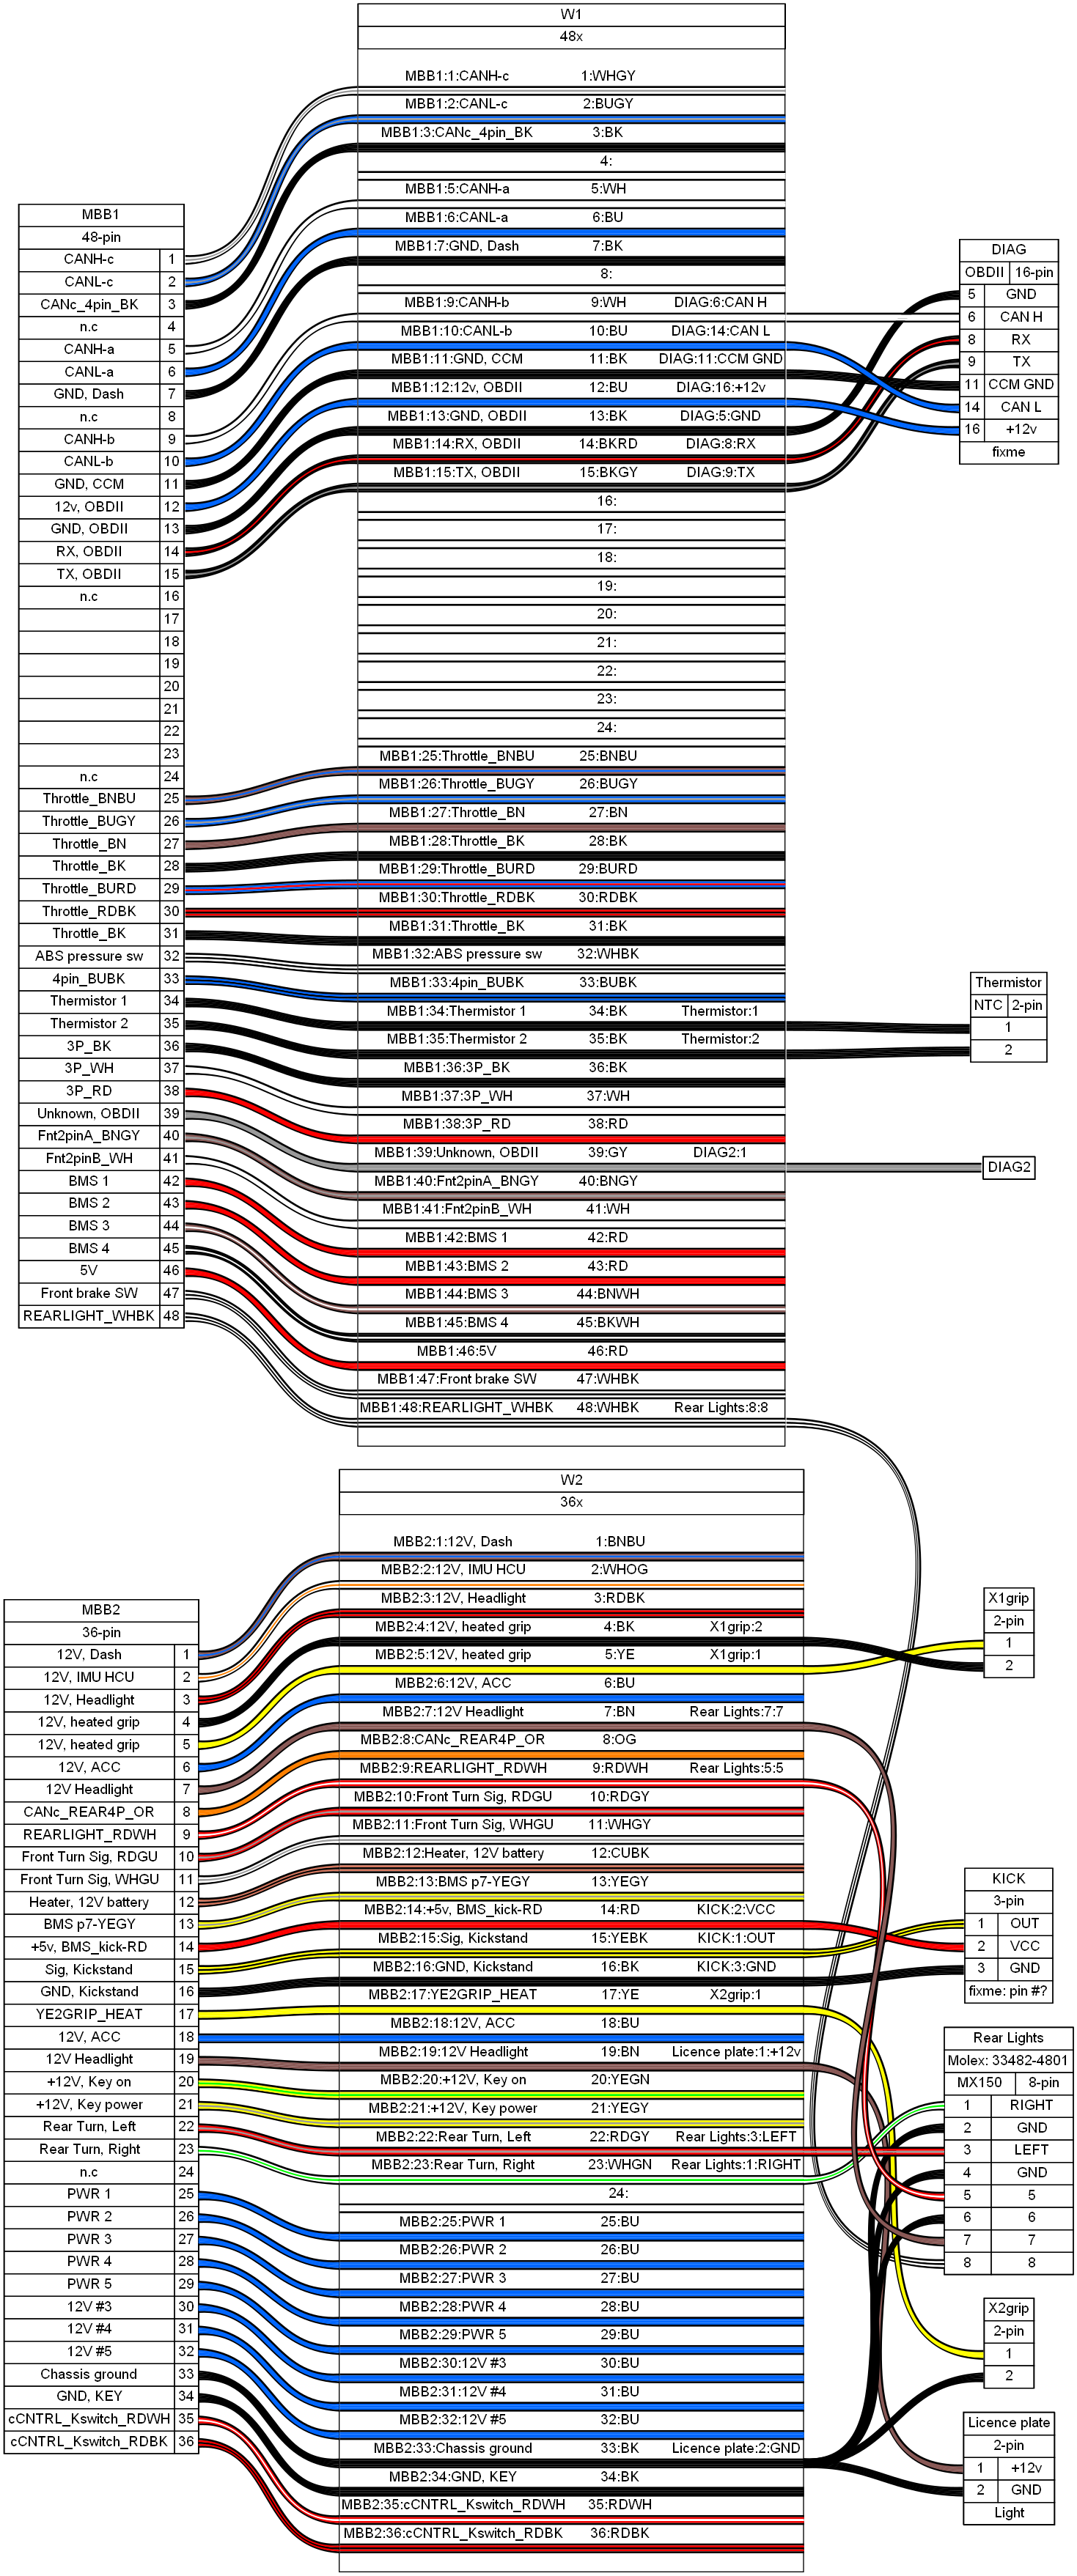 W1
48x
MBB1:1:CANH-c 1:WHGY
MBB1:2:CANL-c 2:BUGY
MBB1:3:CANc_4pin_BK 3:BK
4:
MBB1:5:CANH-a 5:WH
MBB1:6:CANL-a 6:BU
MBB1:7:GND, Dash 7:BK
8:
MBB1:9:CANH-b 9:WH DIAG:6:CAN H
MBB1:10:CANL-b 10:BU DIAG:14:CAN L
MBB1:11:GND, CCM 11:BK DIAG:11:CCM GND
MBB1:12:12v, OBDII 12:BU DIAG:16:+12v
MBB1:13:GND, OBDII 13:BK DIAG:5:GND
MBB1:14:RX, OBDII 14:BKRD DIAG:8:RX
MBB1:15:TX, OBDII 15:BKGY DIAG:9:TX
16:
17:
18:
19:
20:
21:
22:
23:
24:
MBB1:25:Throttle_BNBU 25:BNBU
MBB1:26:Throttle_BUGY 26:BUGY
MBB1:27:Throttle_BN 27:BN
MBB1:28:Throttle_BK 28:BK
MBB1:29:Throttle_BURD 29:BURD
MBB1:30:Throttle_RDBK 30:RDBK
MBB1:31:Throttle_BK 31:BK
MBB1:32:ABS pressure sw 32:WHBK
MBB1:33:4pin_BUBK 33:BUBK
MBB1:34:Thermistor 1 34:BK Thermistor:1
MBB1:35:Thermistor 2 35:BK Thermistor:2
MBB1:36:3P_BK 36:BK
MBB1:37:3P_WH 37:WH
MBB1:38:3P_RD 38:RD
MBB1:39:Unknown, OBDII 39:GY DIAG2:1
MBB1:40:Fnt2pinA_BNGY 40:BNGY
MBB1:41:Fnt2pinB_WH 41:WH
MBB1:42:BMS 1 42:RD
MBB1:43:BMS 2 43:RD
MBB1:44:BMS 3 44:BNWH
MBB1:45:BMS 4 45:BKWH
MBB1:46:5V 46:RD
MBB1:47:Front brake SW 47:WHBK
MBB1:48:REARLIGHT_WHBK 48:WHBK Rear Lights:8:8
MBB1
48-pin
CANH-c 1
CANL-c 2
CANc_4pin_BK 3
n.c 4
CANH-a 5
CANL-a 6
GND, Dash 7
n.c 8
CANH-b 9
CANL-b 10
GND, CCM 11
12v, OBDII 12
GND, OBDII 13
RX, OBDII 14
TX, OBDII 15
n.c 16
17
18
19
20
21
22
23
n.c 24
Throttle_BNBU 25
Throttle_BUGY 26
Throttle_BN 27
Throttle_BK 28
Throttle_BURD 29
Throttle_RDBK 30
Throttle_BK 31
ABS pressure sw 32
4pin_BUBK 33
Thermistor 1 34
Thermistor 2 35
3P_BK 36
3P_WH 37
3P_RD 38
Unknown, OBDII 39
Fnt2pinA_BNGY 40
Fnt2pinB_WH 41
BMS 1 42
BMS 2 43
BMS 3 44
BMS 4 45
5V 46
Front brake SW 47
REARLIGHT_WHBK 48
DIAG
OBDII 16-pin
5 GND
6 CAN H
8 RX
9 TX
11 CCM GND
14 CAN L
16 +12v
fixme
Thermistor
NTC 2-pin
1
2
DIAG2
W2
36x
MBB2:1:12V, Dash 1:BNBU
MBB2:2:12V, IMU HCU 2:WHOG
MBB2:3:12V, Headlight 3:RDBK
MBB2:4:12V, heated grip 4:BK X1grip:2
MBB2:5:12V, heated grip 5:YE X1grip:1
MBB2:6:12V, ACC 6:BU
MBB2:7:12V Headlight 7:BN Rear Lights:7:7
MBB2:8:CANc_REAR4P_OR 8:OG
MBB2:9:REARLIGHT_RDWH 9:RDWH Rear Lights:5:5
MBB2:10:Front Turn Sig, RDGU 10:RDGY
MBB2:11:Front Turn Sig, WHGU 11:WHGY
MBB2:12:Heater, 12V battery 12:CUBK
MBB2:13:BMS p7-YEGY 13:YEGY
MBB2:14:+5v, BMS_kick-RD 14:RD KICK:2:VCC
MBB2:15:Sig, Kickstand 15:YEBK KICK:1:OUT
MBB2:16:GND, Kickstand 16:BK KICK:3:GND
MBB2:17:YE2GRIP_HEAT 17:YE X2grip:1
MBB2:18:12V, ACC 18:BU
MBB2:19:12V Headlight 19:BN Licence plate:1:+12v
MBB2:20:+12V, Key on 20:YEGN
MBB2:21:+12V, Key power 21:YEGY
MBB2:22:Rear Turn, Left 22:RDGY Rear Lights:3:LEFT
MBB2:23:Rear Turn, Right 23:WHGN Rear Lights:1:RIGHT
24:
MBB2:25:PWR 1 25:BU
MBB2:26:PWR 2 26:BU
MBB2:27:PWR 3 27:BU
MBB2:28:PWR 4 28:BU
MBB2:29:PWR 5 29:BU
MBB2:30:12V #3 30:BU
MBB2:31:12V #4 31:BU
MBB2:32:12V #5 32:BU
MBB2:33:Chassis ground 33:BK Licence plate:2:GND
MBB2:34:GND, KEY 34:BK
MBB2:35:cCNTRL_Kswitch_RDWH 35:RDWH
MBB2:36:cCNTRL_Kswitch_RDBK 36:RDBK
MBB2
36-pin
12V, Dash 1
12V, IMU HCU 2
12V, Headlight 3
12V, heated grip 4
12V, heated grip 5
12V, ACC 6
12V Headlight 7
CANc_REAR4P_OR 8
REARLIGHT_RDWH 9
Front Turn Sig, RDGU 10
Front Turn Sig, WHGU 11
Heater, 12V battery 12
BMS p7-YEGY 13
+5v, BMS_kick-RD 14
Sig, Kickstand 15
GND, Kickstand 16
YE2GRIP_HEAT 17
12V, ACC 18
12V Headlight 19
+12V, Key on 20
+12V, Key power 21
Rear Turn, Left 22
Rear Turn, Right 23
n.c 24
PWR 1 25
PWR 2 26
PWR 3 27
PWR 4 28
PWR 5 29
12V #3 30
12V #4 31
12V #5 32
Chassis ground 33
GND, KEY 34
cCNTRL_Kswitch_RDWH 35
cCNTRL_Kswitch_RDBK 36
X1grip
2-pin
1
2
KICK
3-pin
1 OUT
2 VCC
3 GND
fixme: pin #?
Rear Lights
Molex: 33482-4801
MX150 8-pin
1 RIGHT
2 GND
3 LEFT
4 GND
5 5
6 6
7 7
8 8
X2grip
2-pin
1
2
Licence plate
2-pin
1 +12v
2 GND
Light